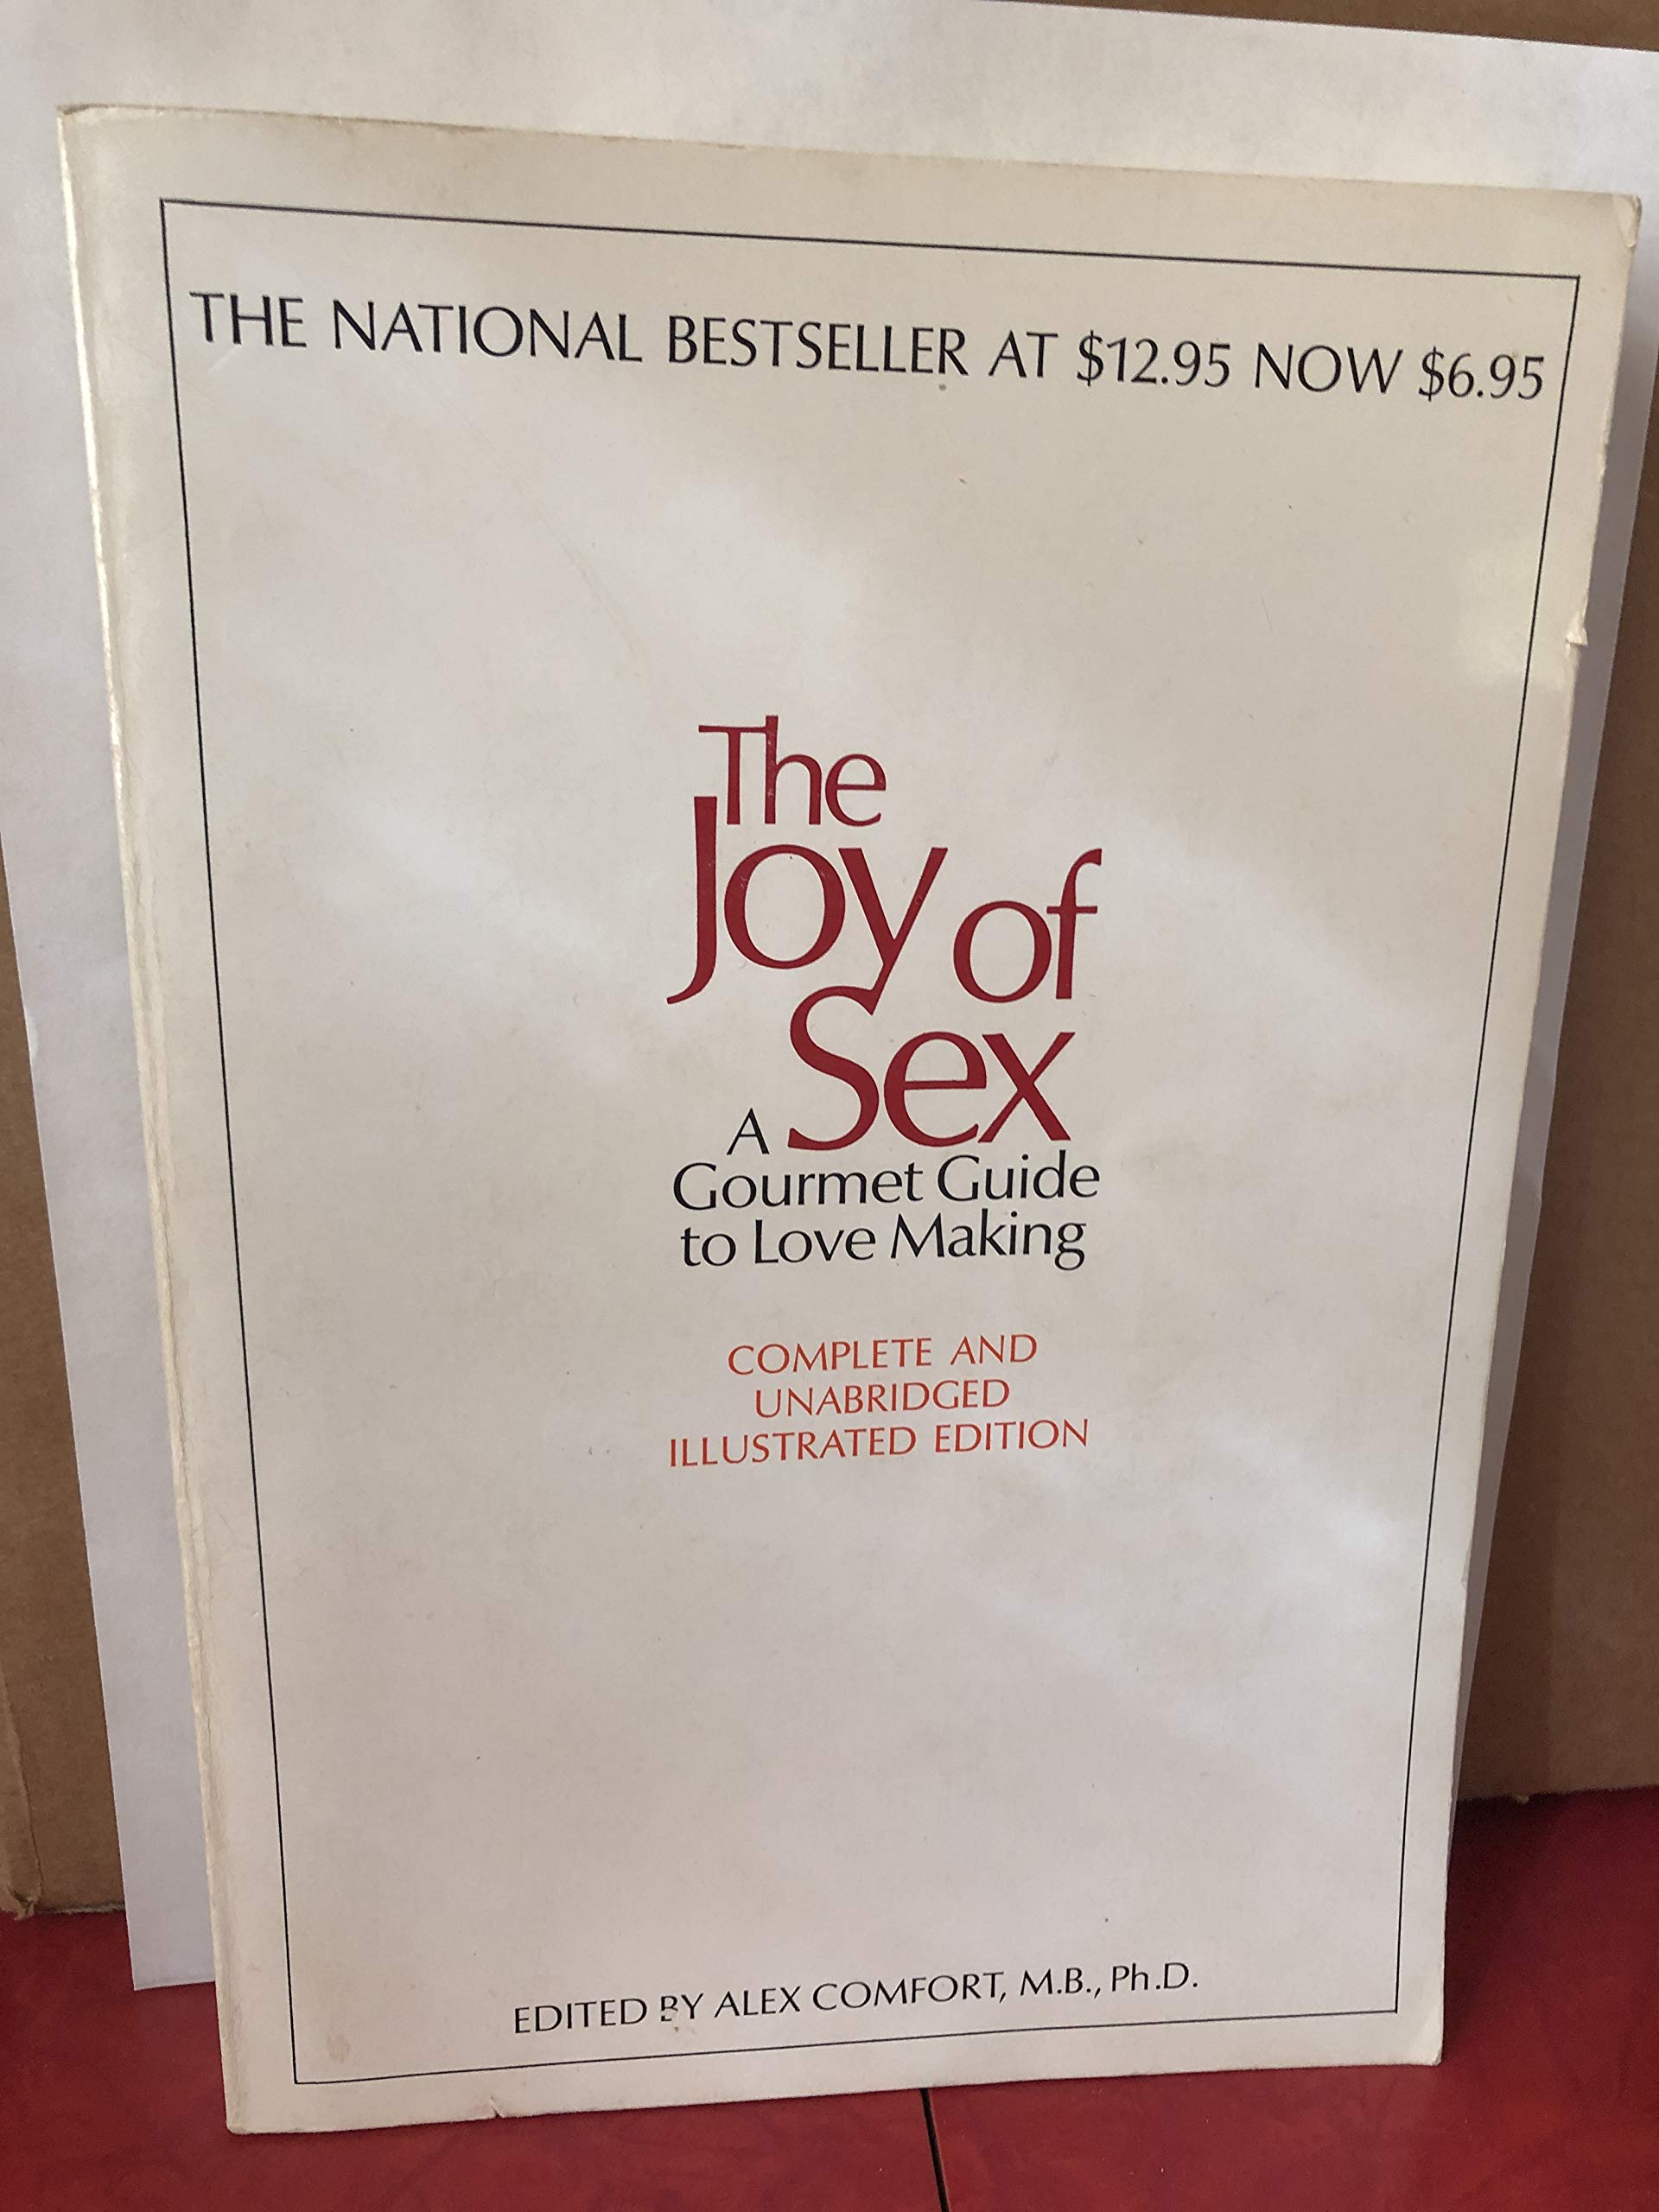 THE NATIONAL BESTSELLER AT $12.95 NOW $6.95
The
Joy of
Sex
A
Gourmet Guide
to Love Making
COMPLETE AND
UNABRIDGED
ILLUSTRATED EDITION
EDITED BY ALEX COMFORT, M.B., Ph.D.